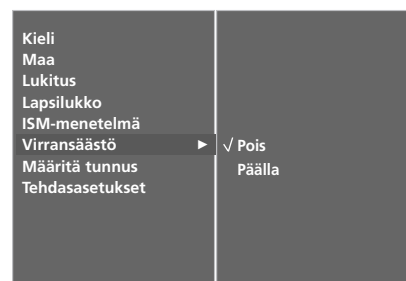 Kieli
Maa
Lukitus
Lapsilukko
ISM-menetelmä
Virransäästö ►
Määritä tunnus
Tehdasasetukset
√ Pois
Päälla